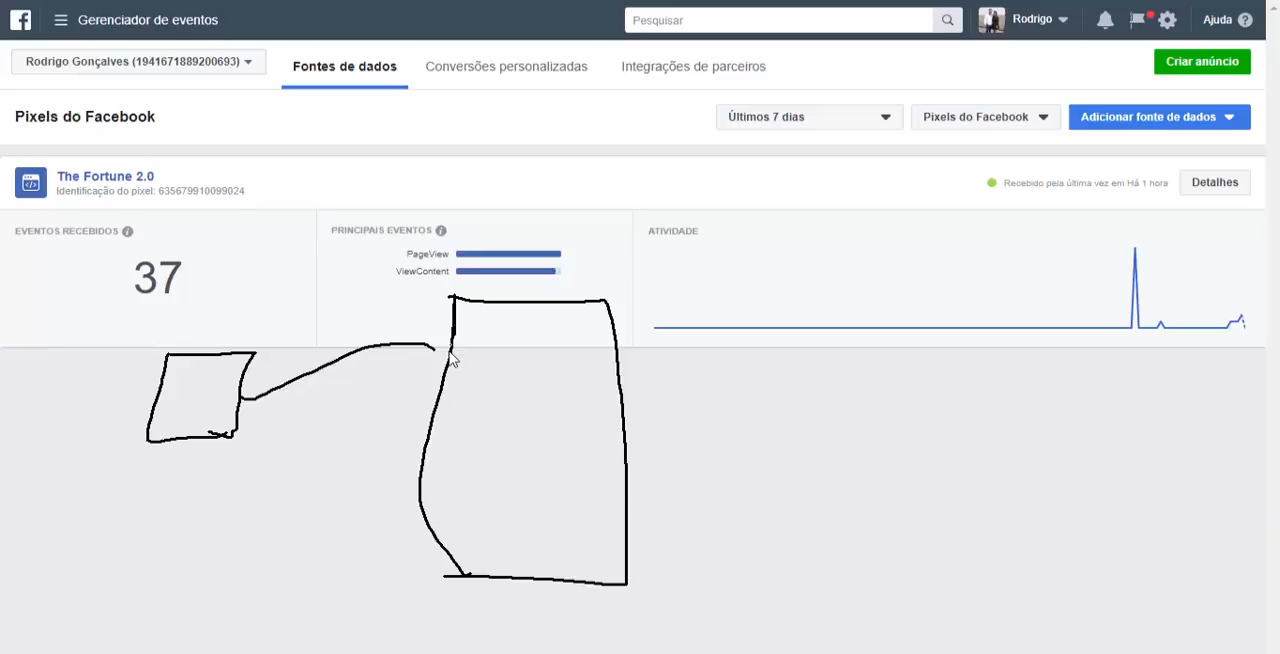 Gerenciador de eventos
Pesquisar
Rodrigo
Ajuda
Rodrigo Gonçalves (1941671889200693)
Fontes de dados
Conversões personalizadas
Integrações de parceiros
Criar anúncio
Pixels do Facebook
Últimos 7 dias
Pixels do Facebook
Adicionar fonte de dados
The Fortune 2.0
Identificação do pixel: 635679910099024
Recebido pela última vez em Há 1 hora
Detalhes
EVENTOS RECEBIDOS
37
PRINCIPAIS EVENTOS
PageView
ViewContent
ATIVIDADE